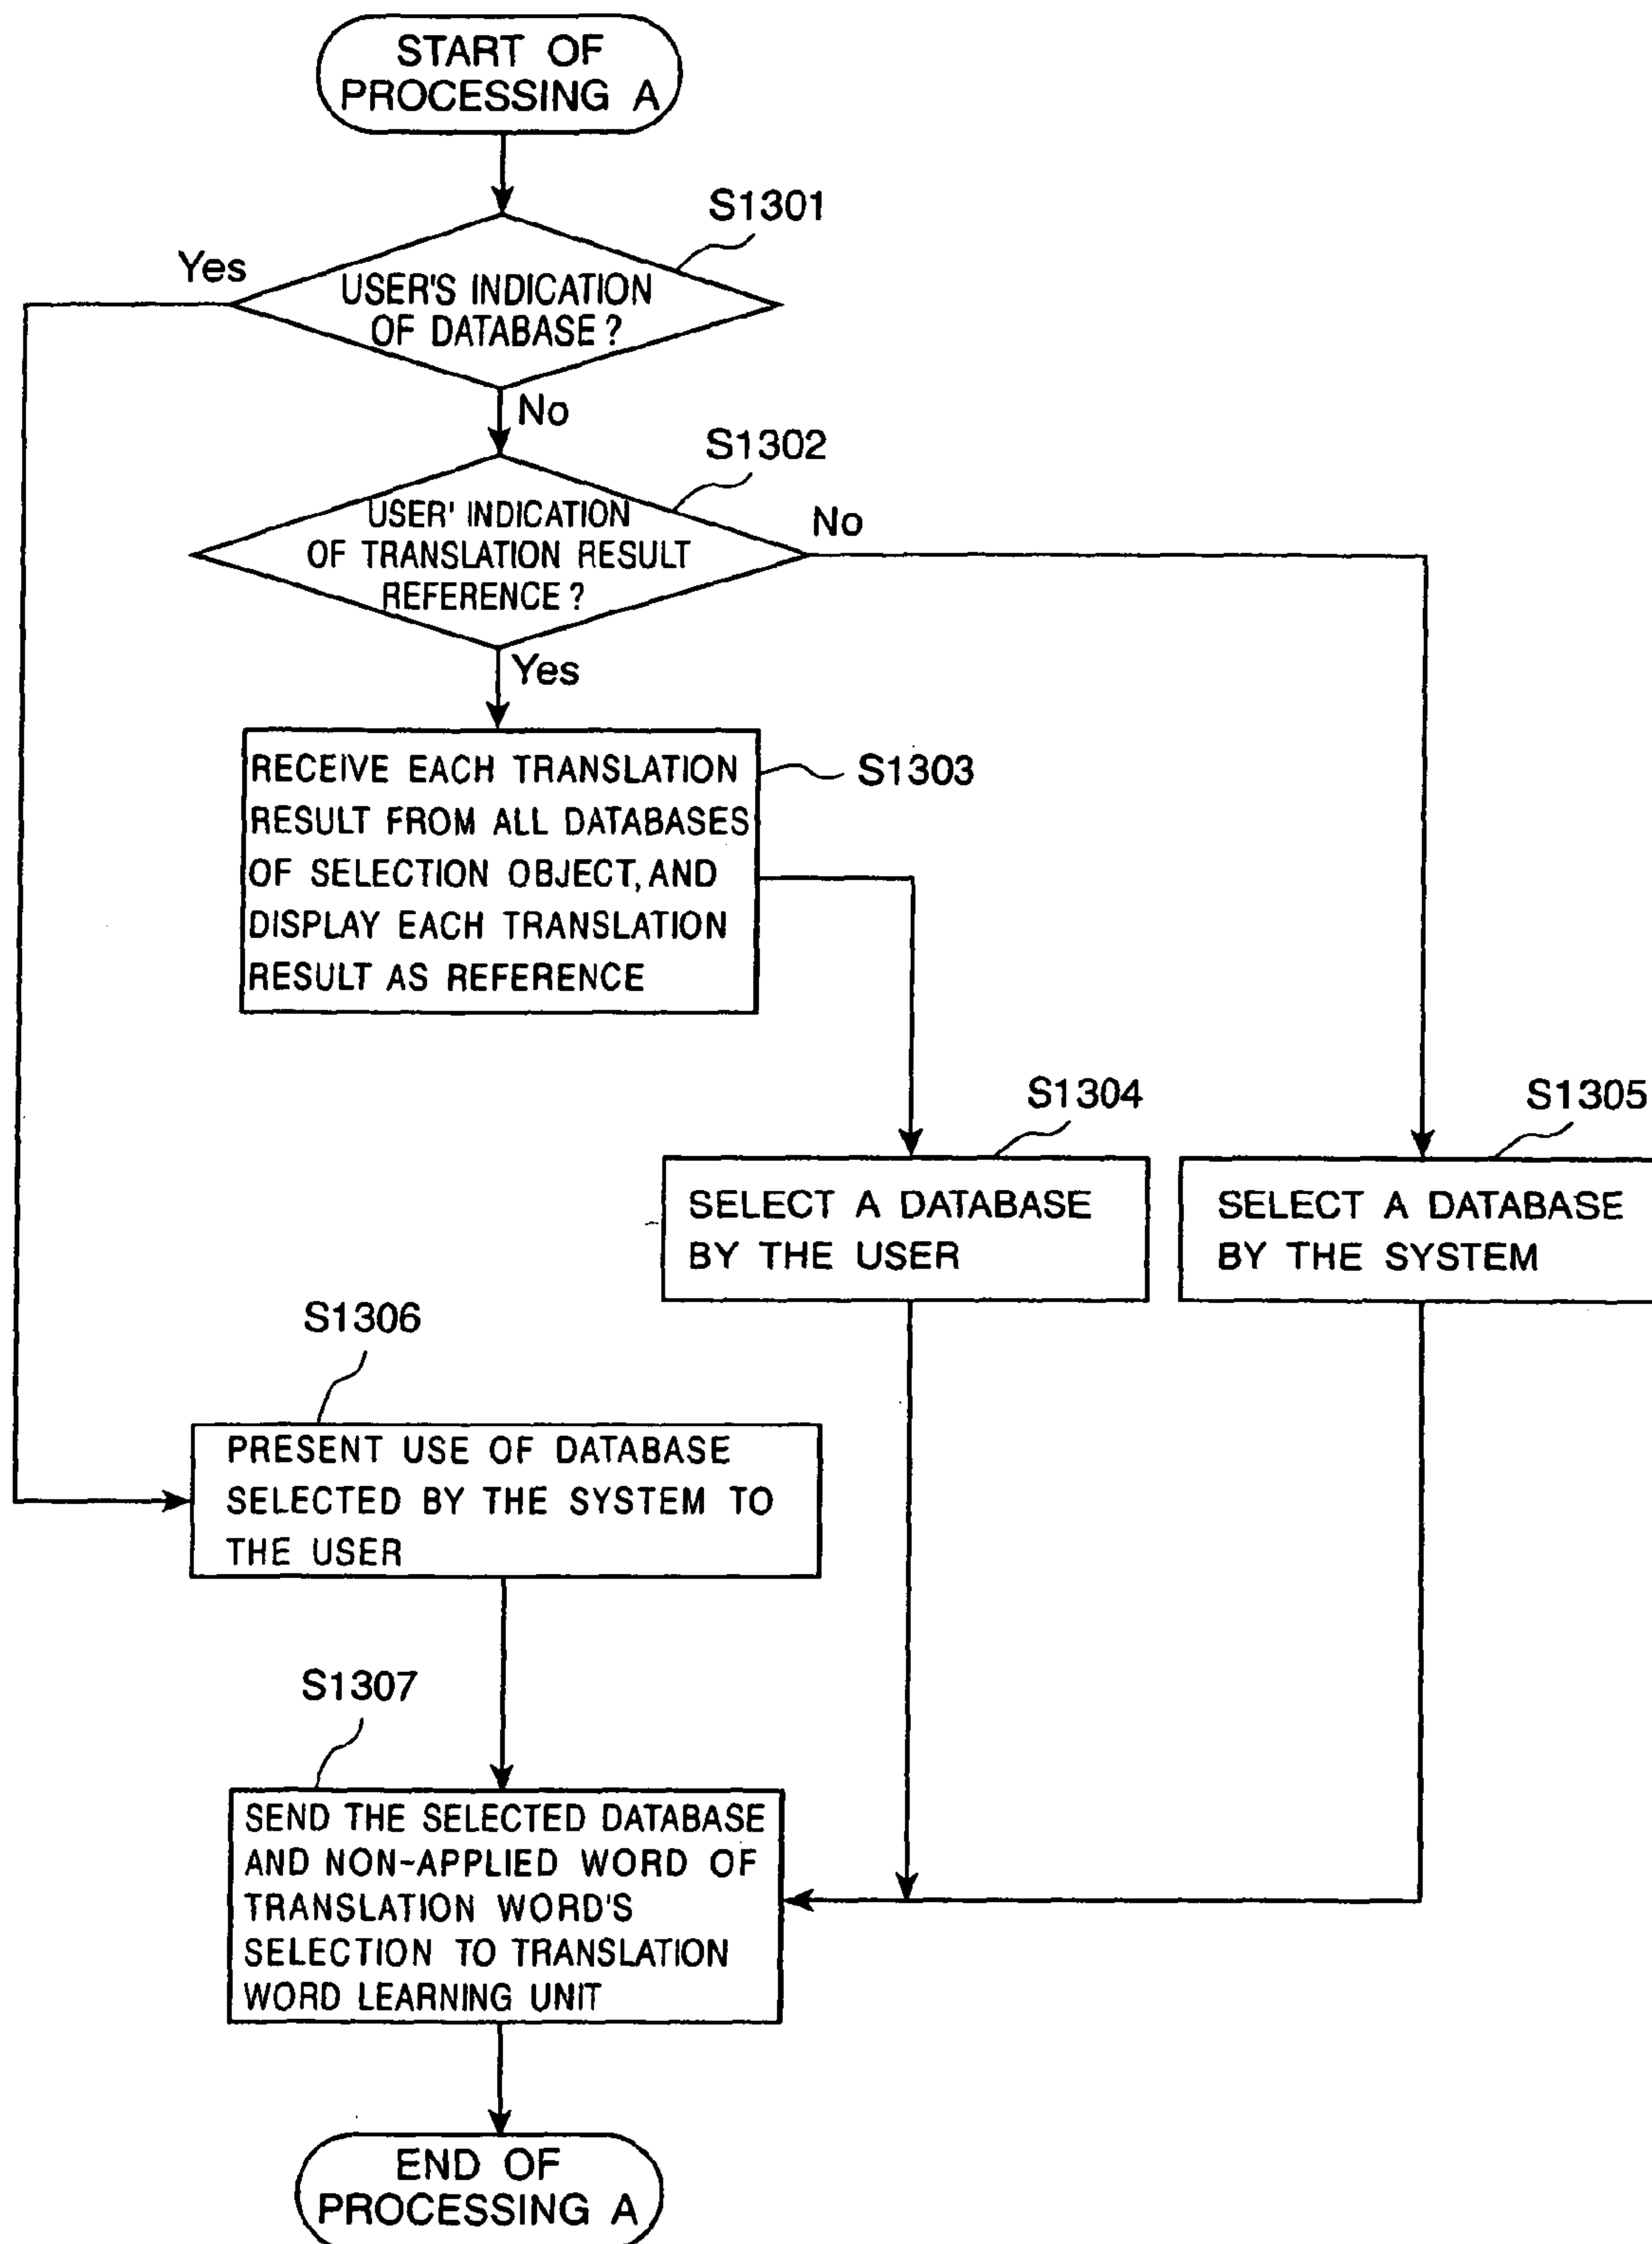 START OF
PROCESSING A
S1301
Yes
USER'S INDICATION
OF DATABASE?
No
S1302
USER' INDICATION
OF TRANSLATION RESULT
REFERENCE?
No
Yes
RECEIVE EACH TRANSLATION
RESULT FROM ALL DATABASES
OF SELECTION OBJECT, AND
DISPLAY EACH TRANSLATION
RESULT AS REFERENCE
S1303
S1304
SELECT A DATABASE
BY THE USER
S1305
SELECT A DATABASE
BY THE SYSTEM
S1306
PRESENT USE OF DATABASE
SELECTED BY THE SYSTEM TO
THE USER
S1307
SEND THE SELECTED DATABASE
AND NON-APPLIED WORD OF
TRANSLATION WORD'S
SELECTION TO TRANSLATION
WORD LEARNING UNIT
END OF
PROCESSING A